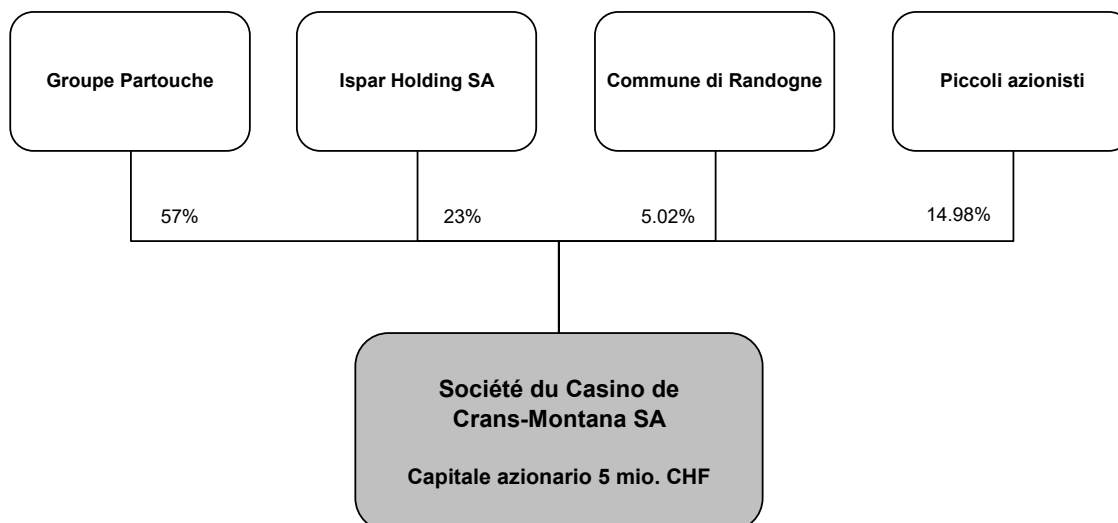 Groupe Partouche
Ispar Holding SA
Commune di Randogne
Piccoli azionisti
57%
23%
5.02%
14.98%
Société du Casino de
Crans-Montana SA
Capitale azionario 5 mio. CHF